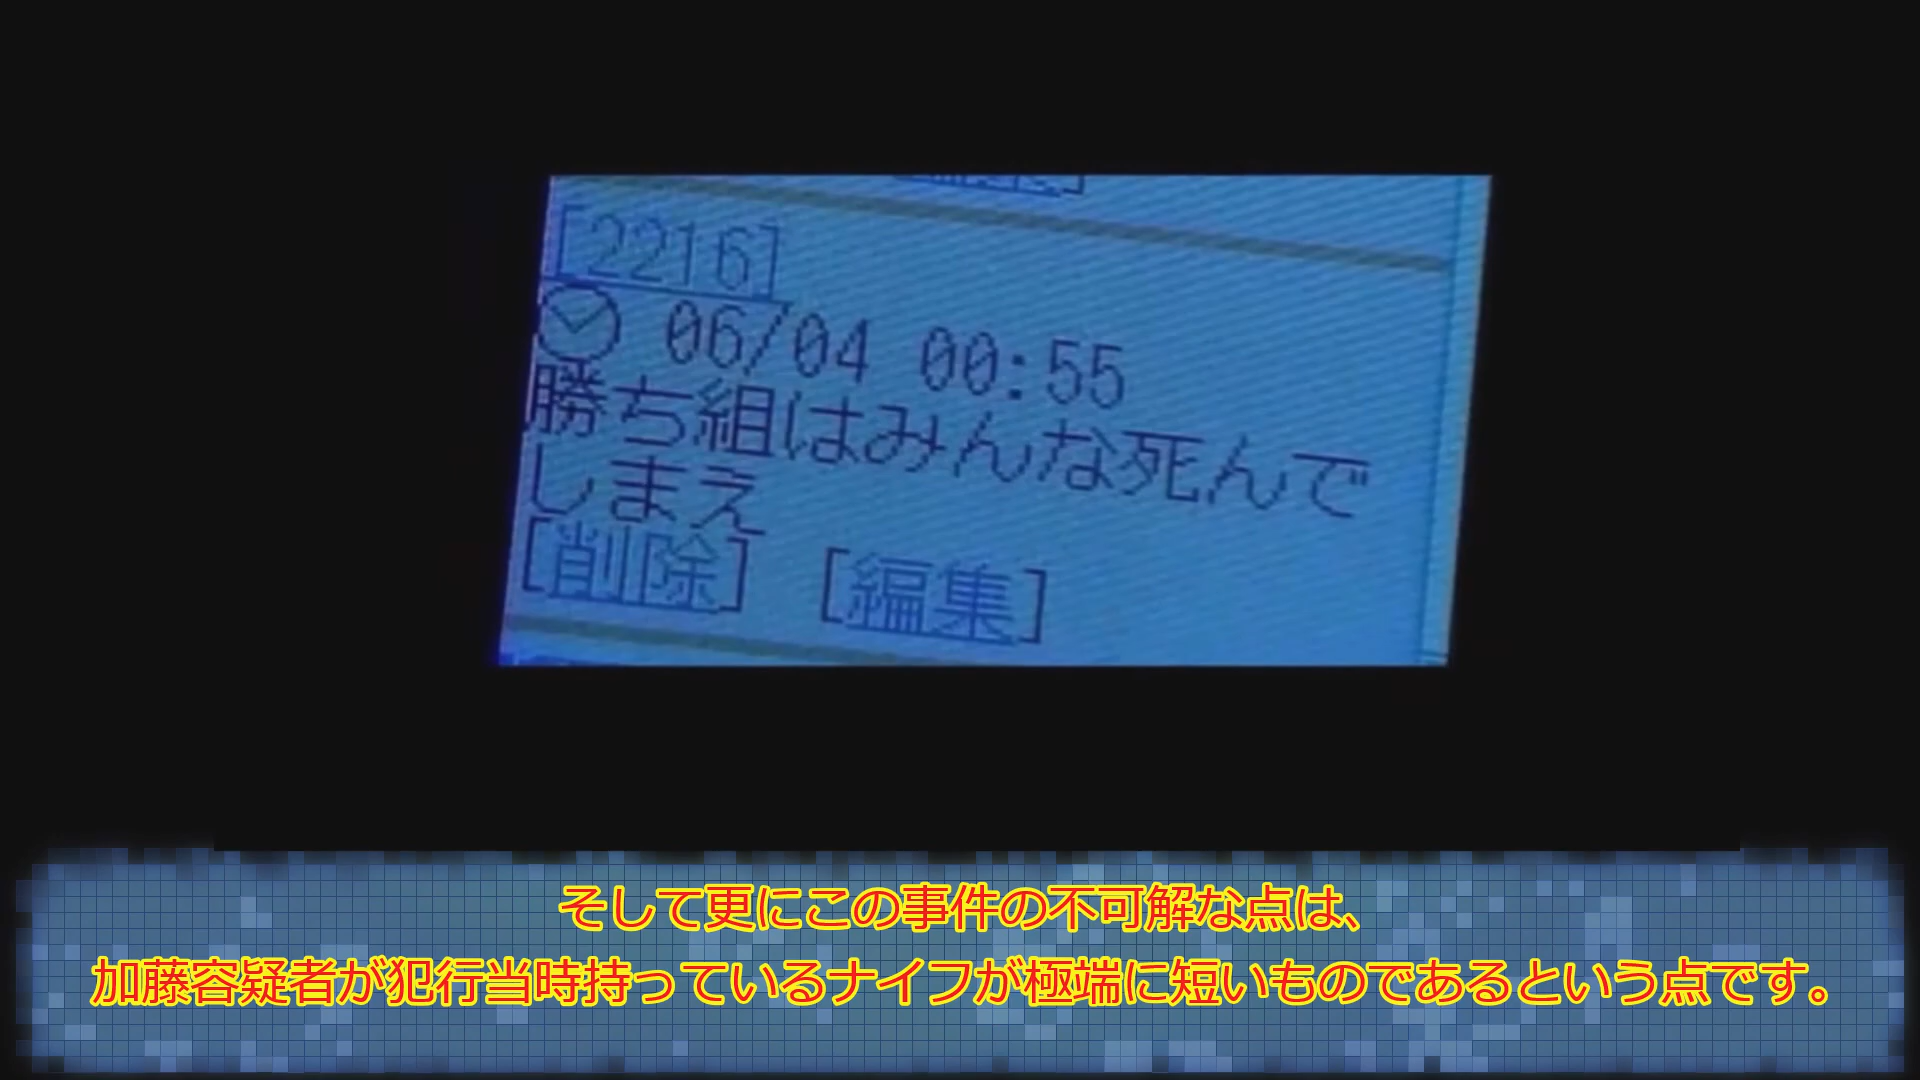 [2216]
06/04 00:55
勝ち組はみんな死んで
しまえ
[削除] [編集]
そして更にこの事件の不可解な点は、
加藤容疑者が犯行当時持っているナイフが極端に短いものであるという点です。